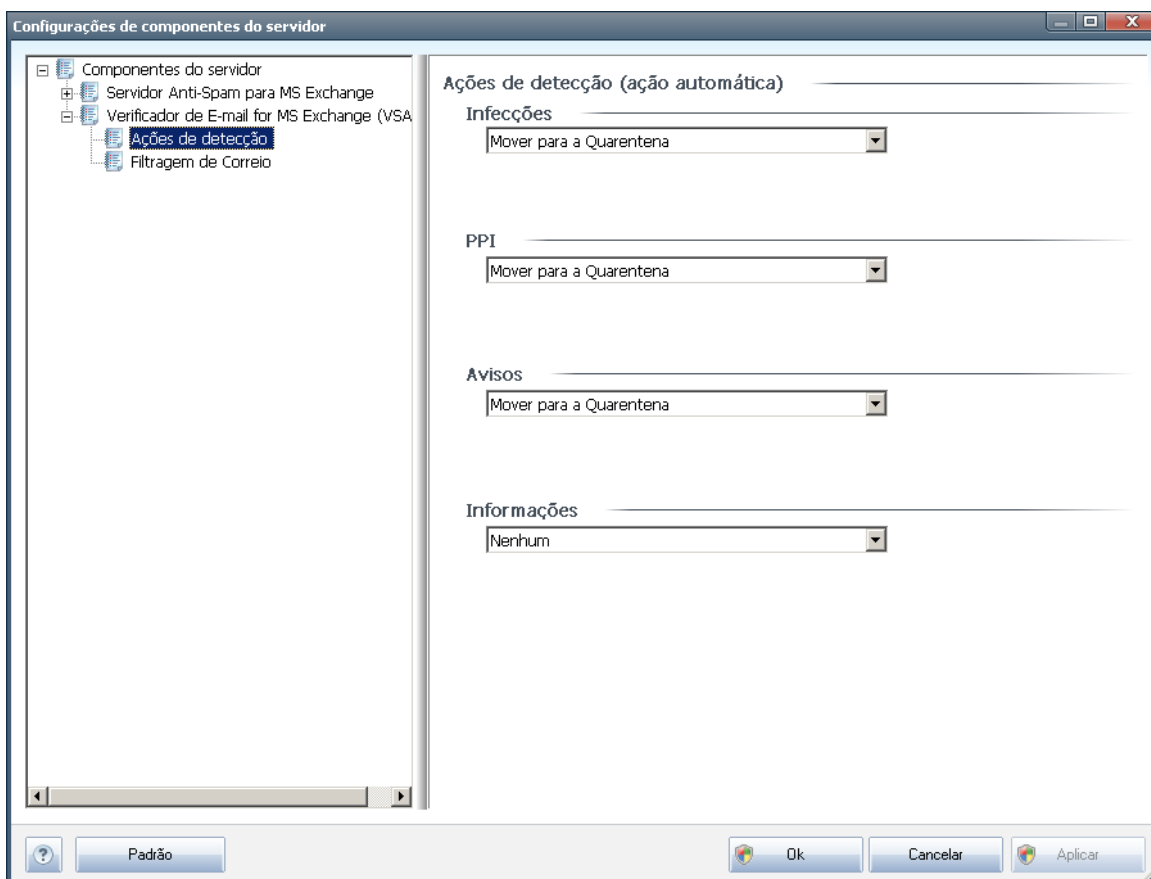 Configurações de componentes do servidor
Componentes do servidor
Servidor Anti-Spam para MS Exchange
Verificador de E-mail for MS Exchange (VSA
Ações de detecção
Filtragem de Correio
Ações de detecção (ação automática)
Infecções
Mover para a Quarentena
PPI
Mover para a Quarentena
Avisos
Mover para a Quarentena
Informações
Nenhum
? Padrão Ok Cancelar Aplicar